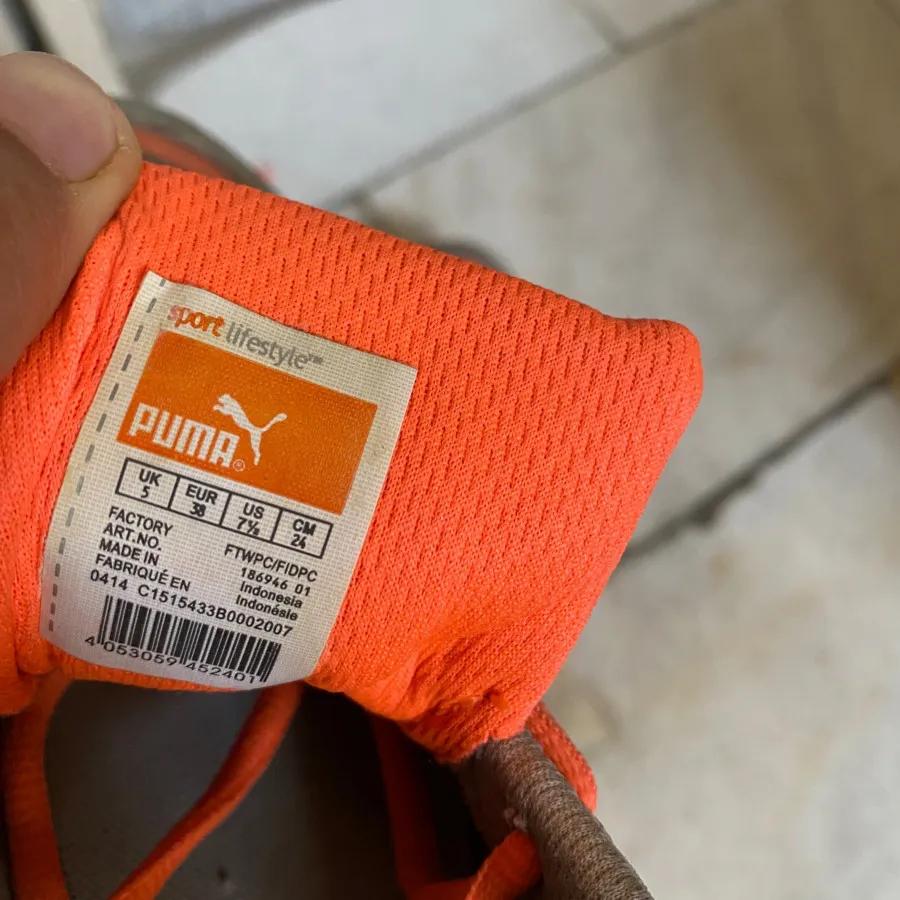 sport lifestyle™
PUMA®
UK EUR US CM
5 38 7½ 24
FACTORY FTWPC/FIDPC
ART.NO. 186946 01
MADE IN Indonesia
FABRIQUÉ EN Indonésie
0414 C1515433B0002007
4 053059 452401